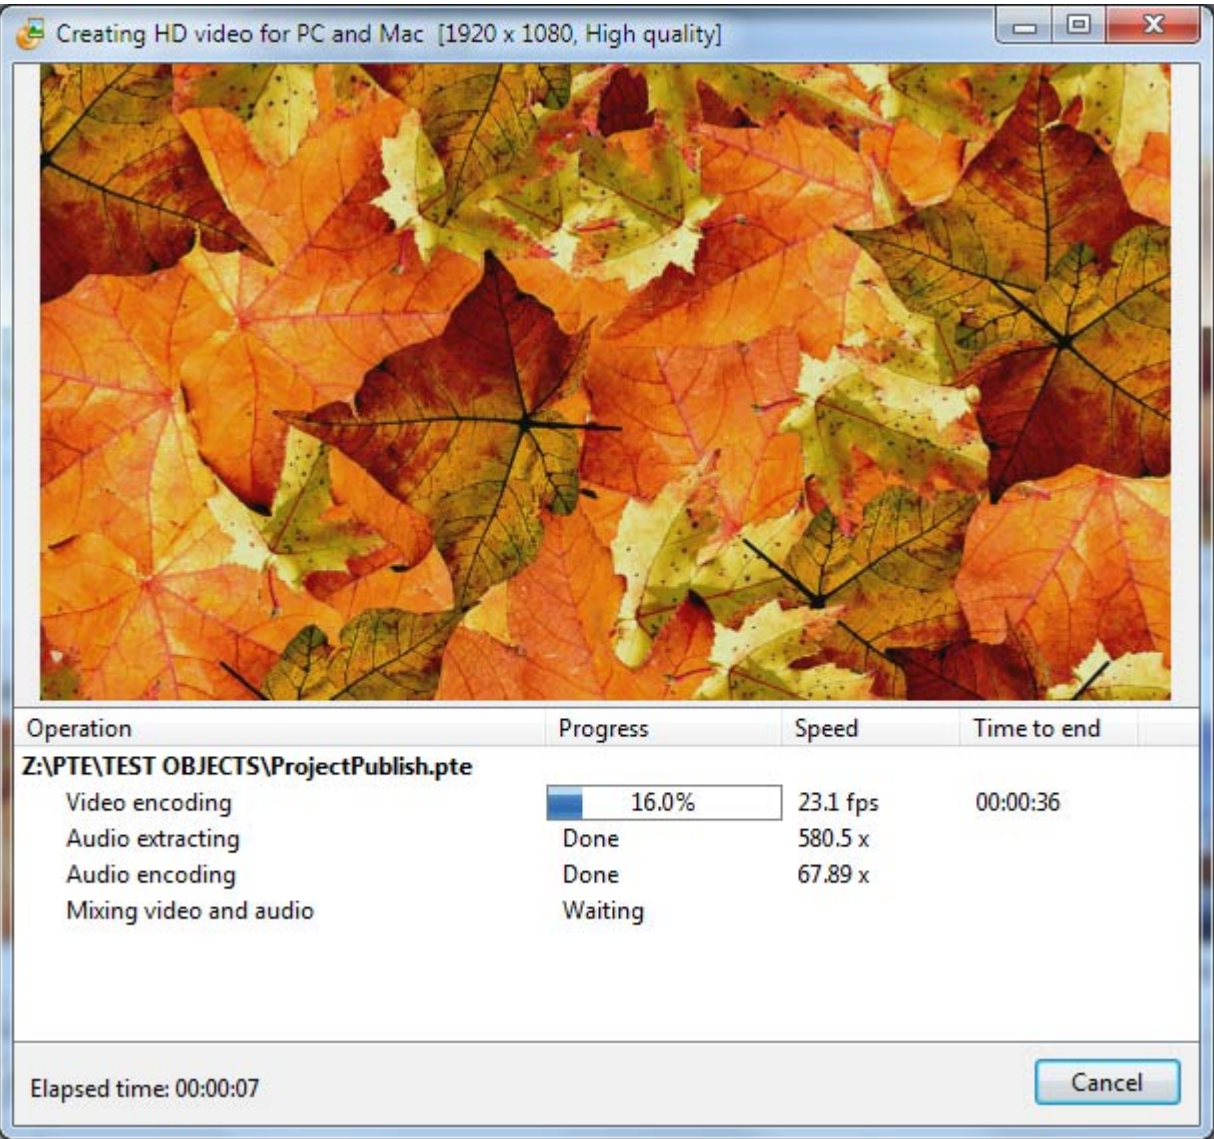 Creating HD video for PC and Mac [1920 x 1080, High quality]
Operation Progress Speed Time to end
Z:\PTE\TEST OBJECTS\ProjectPublish.pte
Video encoding 16.0% 23.1 fps 00:00:36
Audio extracting Done 580.5 x
Audio encoding Done 67.89 x
Mixing video and audio Waiting
Elapsed time: 00:00:07 Cancel